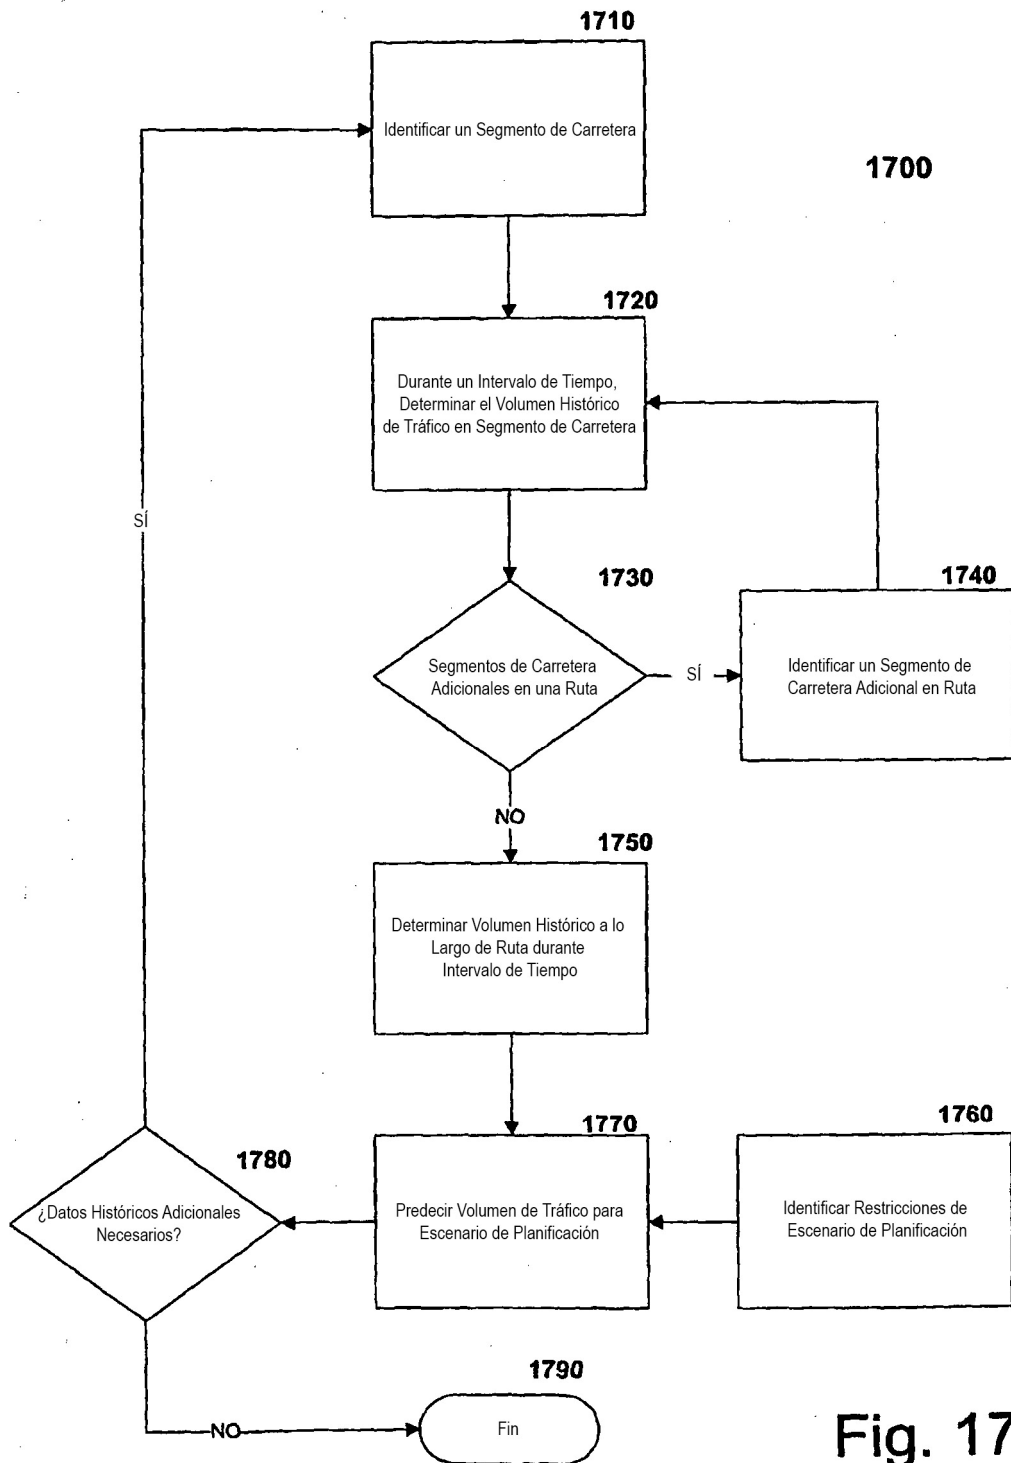 1710
Identificar un Segmento de Carretera
1700
1720
Durante un Intervalo de Tiempo,
Determinar el Volumen Histórico
de Tráfico en Segmento de Carretera
SÍ
1730
Segmentos de Carretera
Adicionales en una Ruta
SÍ
1740
Identificar un Segmento de
Carretera Adicional en Ruta
NO
1750
Determinar Volumen Histórico a lo
Largo de Ruta durante
Intervalo de Tiempo
1760
Identificar Restricciones de
Escenario de Planificación
1770
Predecir Volumen de Tráfico para
Escenario de Planificación
1780
¿Datos Históricos Adicionales
Necesarios?
NO
1790
Fin
Fig. 17